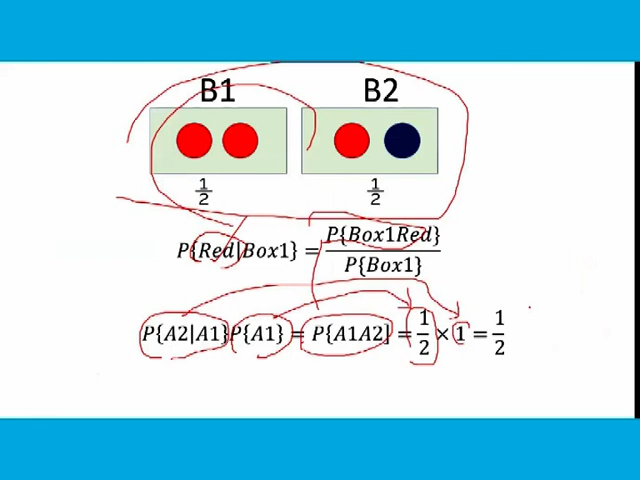 B1 B2
1/2 1/2
P{Red|Box1} = P{Box1Red} / P{Box1}
P{A2|A1}P{A1} = P{A1A2} = 1/2 × 1 = 1/2